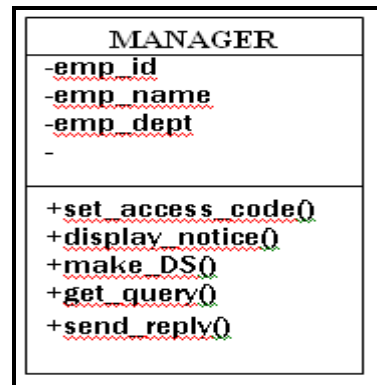 MANAGER
-emp_id
-emp_name
-emp_dept
-
+set_access_code()
+display_notice()
+make_DS()
+get_query()
+send_reply()